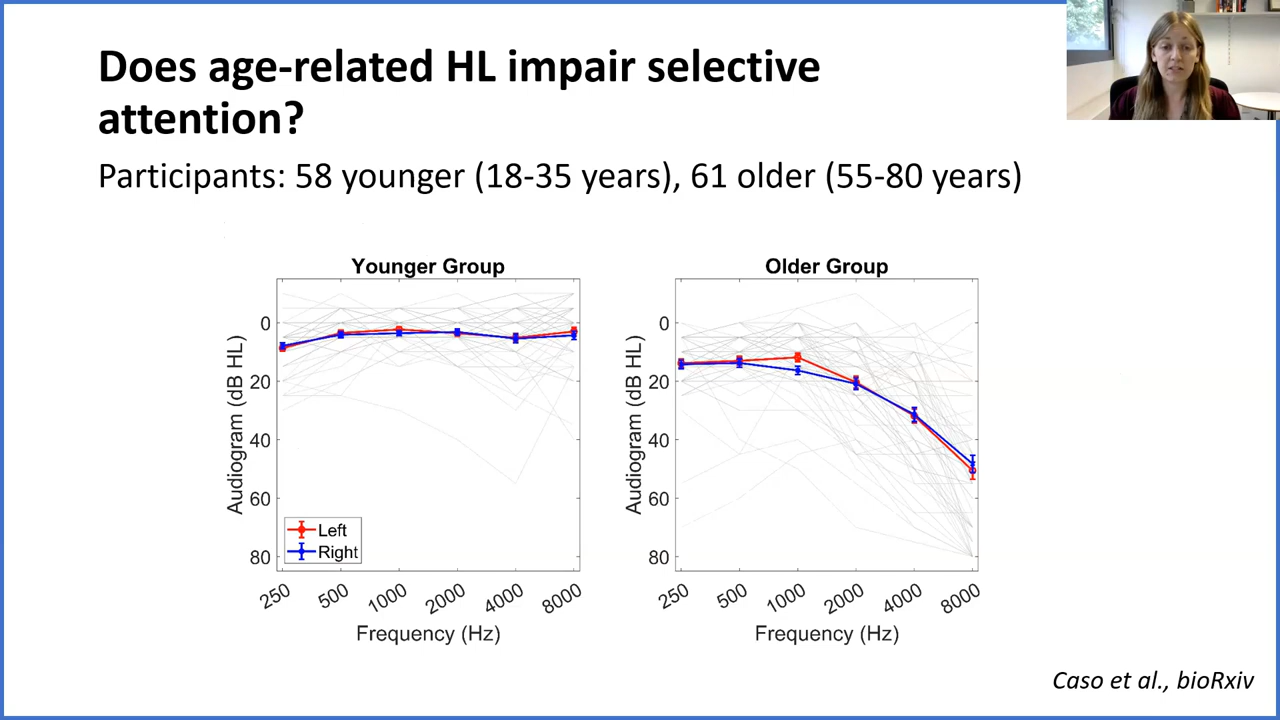 Does age-related HL impair selective
attention?
Participants: 58 younger (18-35 years), 61 older (55-80 years)
Younger Group
0
20
40
60
80
Audiogram (dB HL)
Left
Right
250
500
1000
2000
4000
8000
Frequency (Hz)
Older Group
0
20
40
60
80
Audiogram (dB HL)
250
500
1000
2000
4000
8000
Frequency (Hz)
Caso et al., bioRxiv